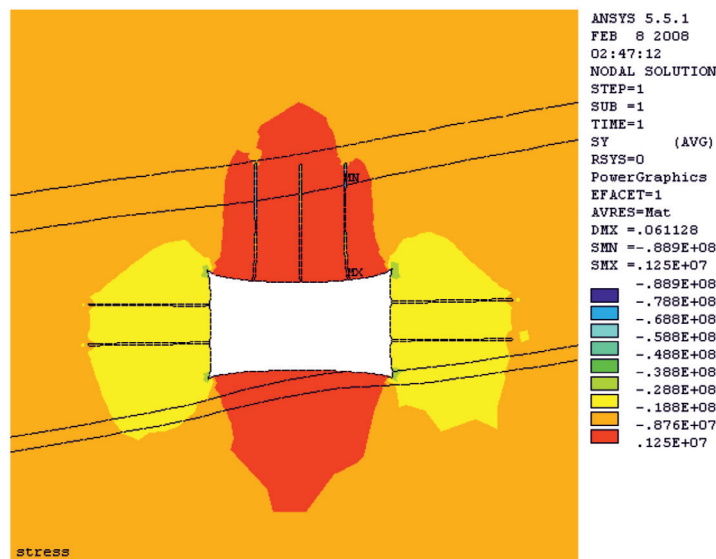 ANSYS 5.5.1
FEB 8 2008
02:47:12
NODAL SOLUTION
STEP=1
SUB =1
TIME=1
SY (AVG)
RSYS=0
PowerGraphics
EFACET=1
AVRES=Mat
DMX =.061128
SMN =-.889E+08
SMX =.125E+07
-.889E+08
-.788E+08
-.688E+08
-.588E+08
-.488E+08
-.388E+08
-.288E+08
-.188E+08
-.876E+07
.125E+07
MN
MX
stress